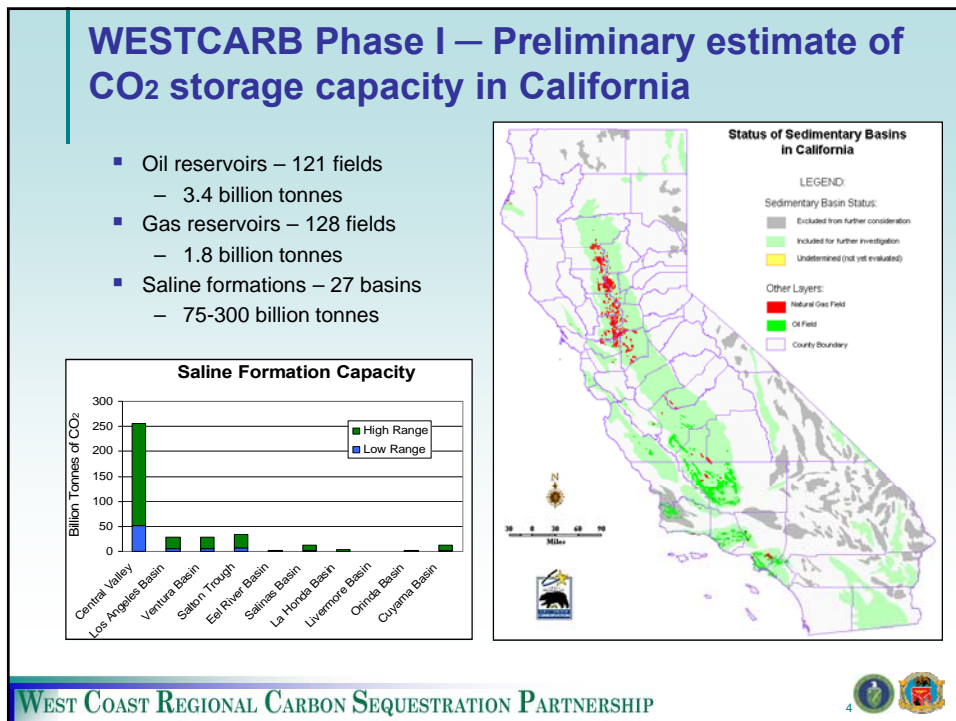 WESTCARB Phase I – Preliminary estimate of
CO2 storage capacity in California
Oil reservoirs – 121 fields
– 3.4 billion tonnes
Gas reservoirs – 128 fields
– 1.8 billion tonnes
Saline formations – 27 basins
– 75-300 billion tonnes
Saline Formation Capacity
Billion Tonnes of CO2
300
250
200
150
100
50
0
High Range
Low Range
Central Valley
Los Angeles Basin
Ventura Basin
Salton Trough
Eel River Basin
Salinas Basin
La Honda Basin
Livermore Basin
Orinda Basin
Cuyama Basin
Status of Sedimentary Basins
in California
LEGEND:
Sedimentary Basin Status:
Excluded from further consideration
Included for further investigation
Undetermined (not yet evaluated)
Other Layers:
Natural Gas Field
Oil Field
County Boundary
N
30 0 30 60 90
Miles
WEST COAST REGIONAL CARBON SEQUESTRATION PARTNERSHIP
4